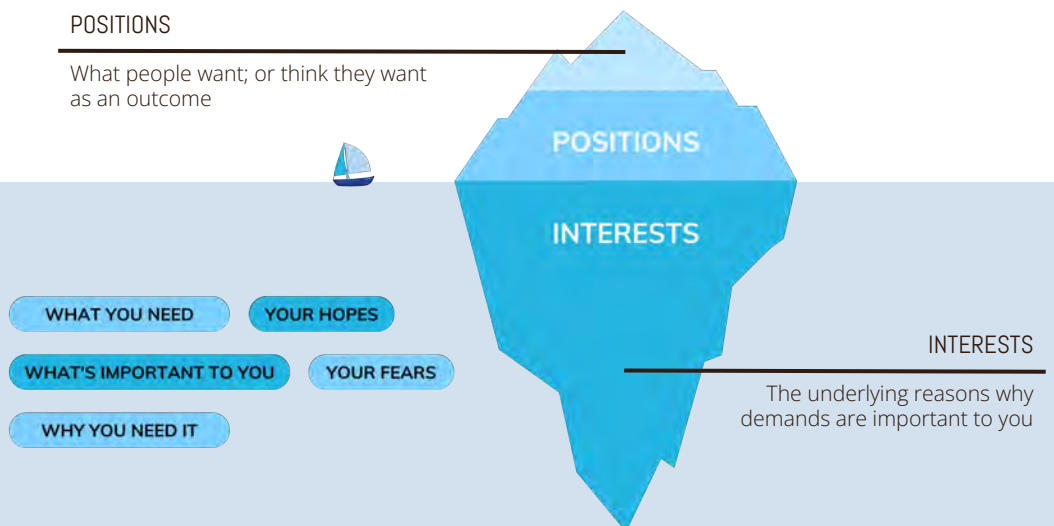 POSITIONS
What people want; or think they want
as an outcome
POSITIONS
INTERESTS
WHAT YOU NEED
YOUR HOPES
WHAT'S IMPORTANT TO YOU
YOUR FEARS
WHY YOU NEED IT
INTERESTS
The underlying reasons why
demands are important to you